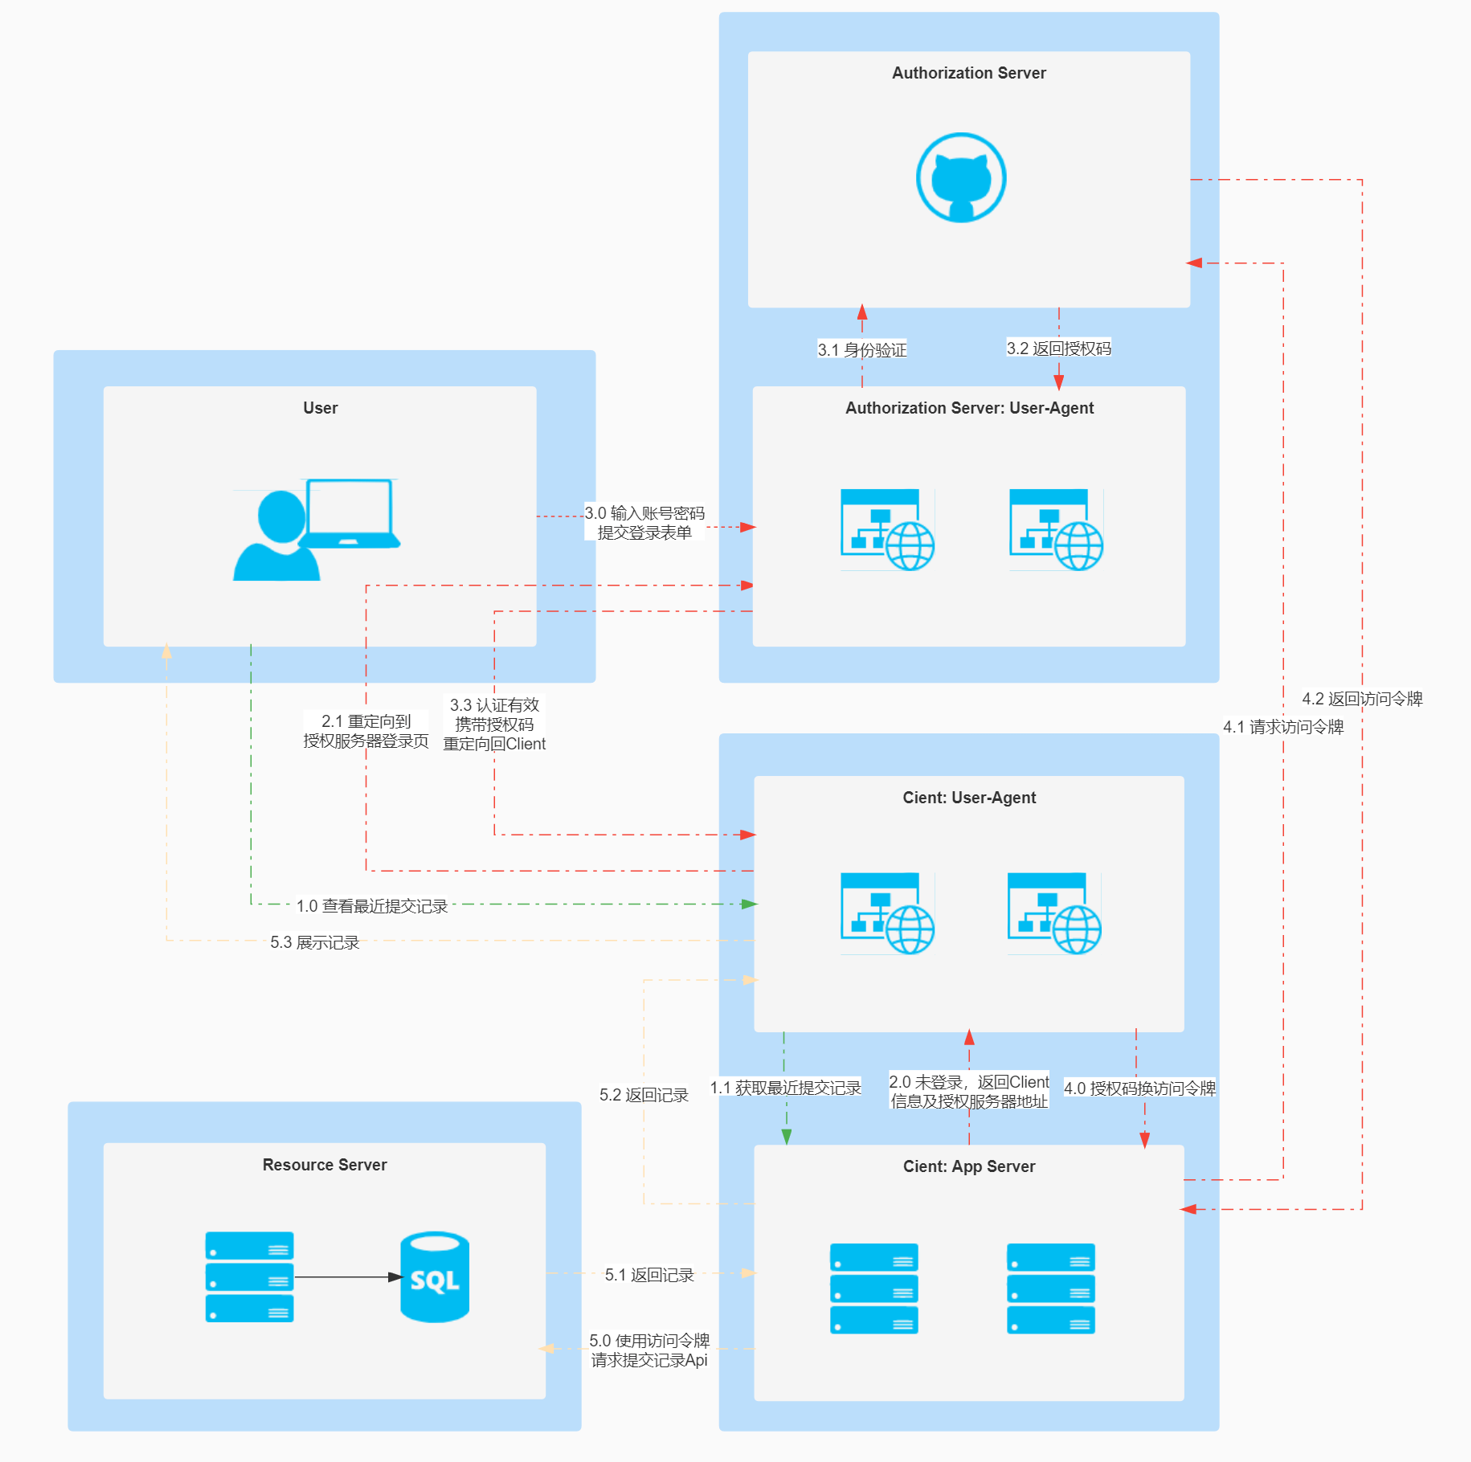 Authorization Server
3.1 身份验证
3.2 返回授权码
User
Authorization Server: User-Agent
3.0 输入账号密码
提交登录表单
2.1 重定向到
授权服务器登录页
3.3 认证有效
携带授权码
重定向回Client
4.2 返回访问令牌
4.1 请求访问令牌
Cient: User-Agent
1.0 查看最近提交记录
5.3 展示记录
5.2 返回记录
1.1 获取最近提交记录
2.0 未登录，返回Client
信息及授权服务器地址
4.0 授权码换访问令牌
Resource Server
Cient: App Server
SQL
5.1 返回记录
5.0 使用访问令牌
请求提交记录Api